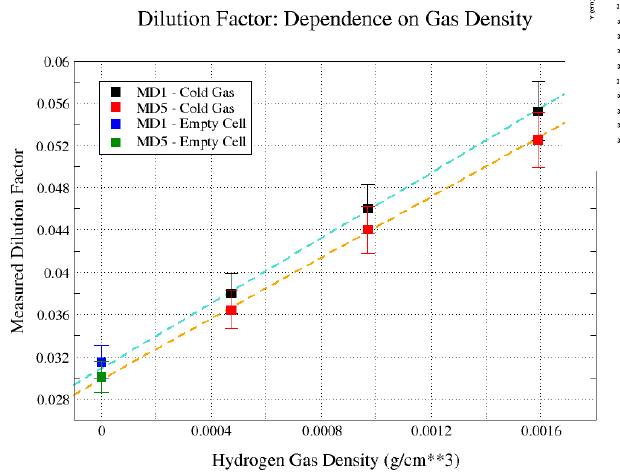 Dilution Factor: Dependence on Gas Density
0.06
0.056
0.052
0.048
0.044
0.04
0.036
0.032
0.028
Measured Dilution Factor
MD1 - Cold Gas
MD5 - Cold Gas
MD1 - Empty Cell
MD5 - Empty Cell
0
0.0004
0.0008
0.0012
0.0016
Hydrogen Gas Density (g/cm**3)